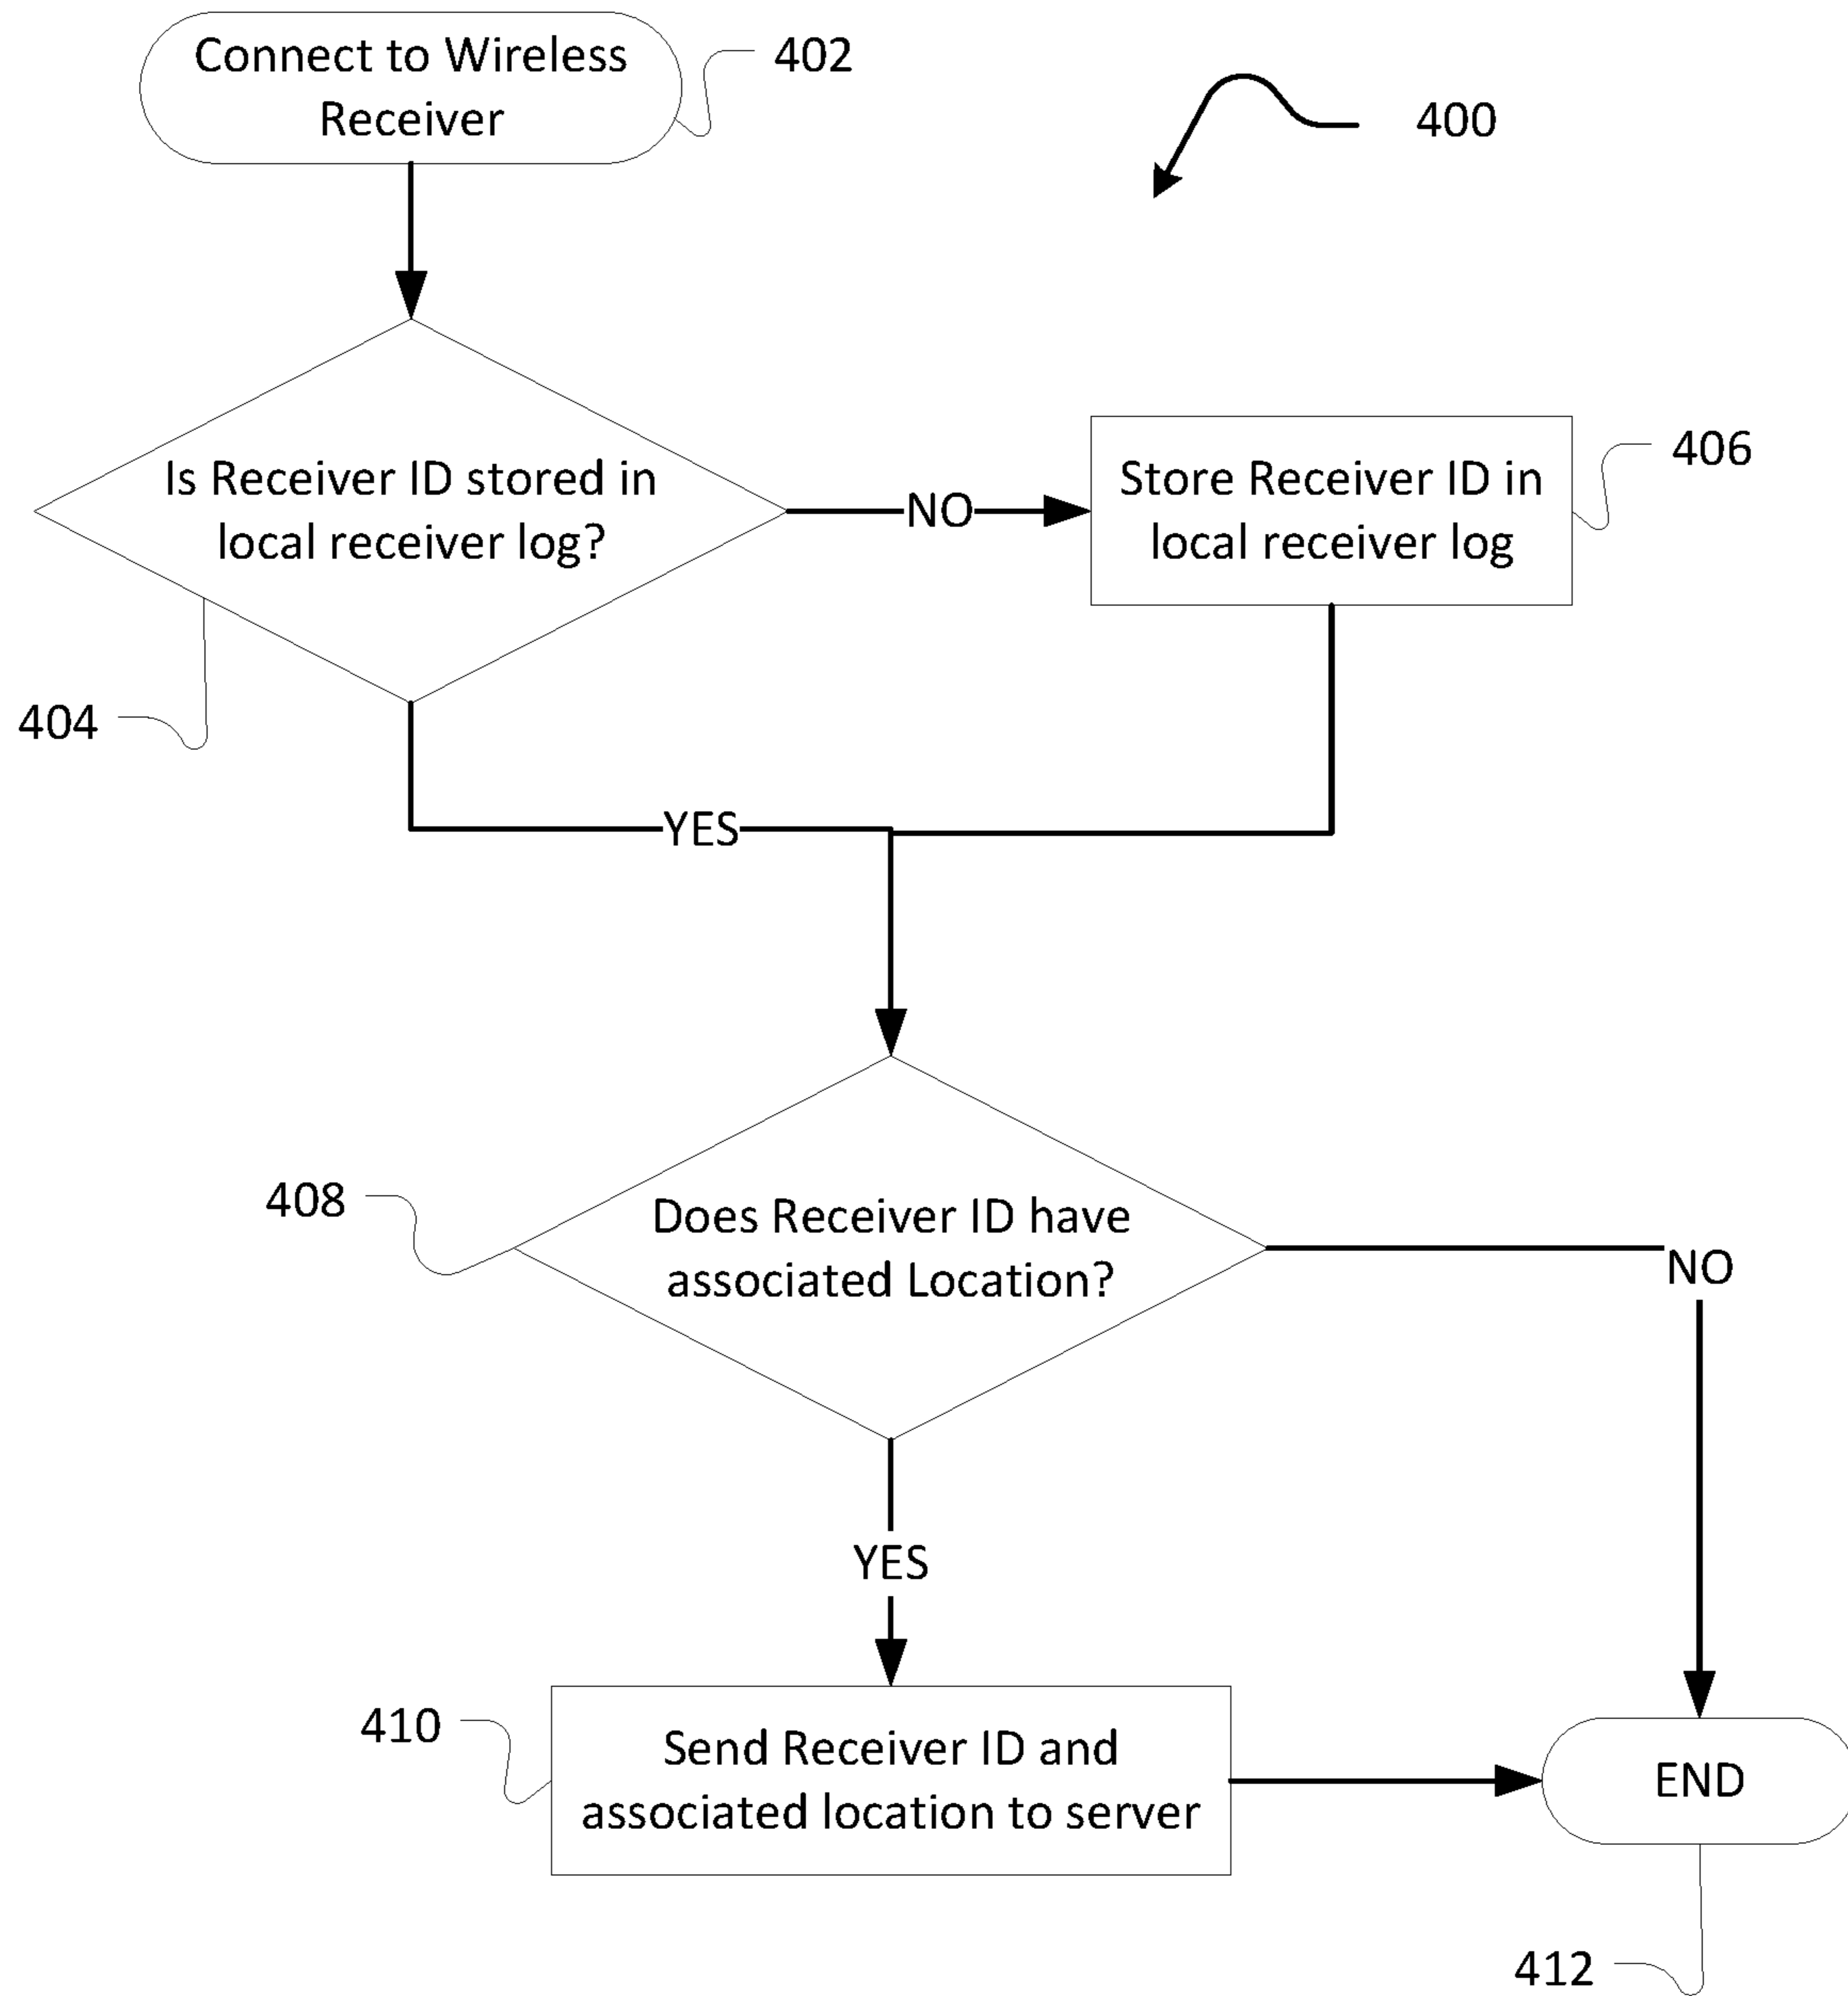 Connect to Wireless
Receiver
402
400
Is Receiver ID stored in
local receiver log?
NO
Store Receiver ID in
local receiver log
406
404
YES
408
Does Receiver ID have
associated Location?
NO
YES
410
Send Receiver ID and
associated location to server
END
412